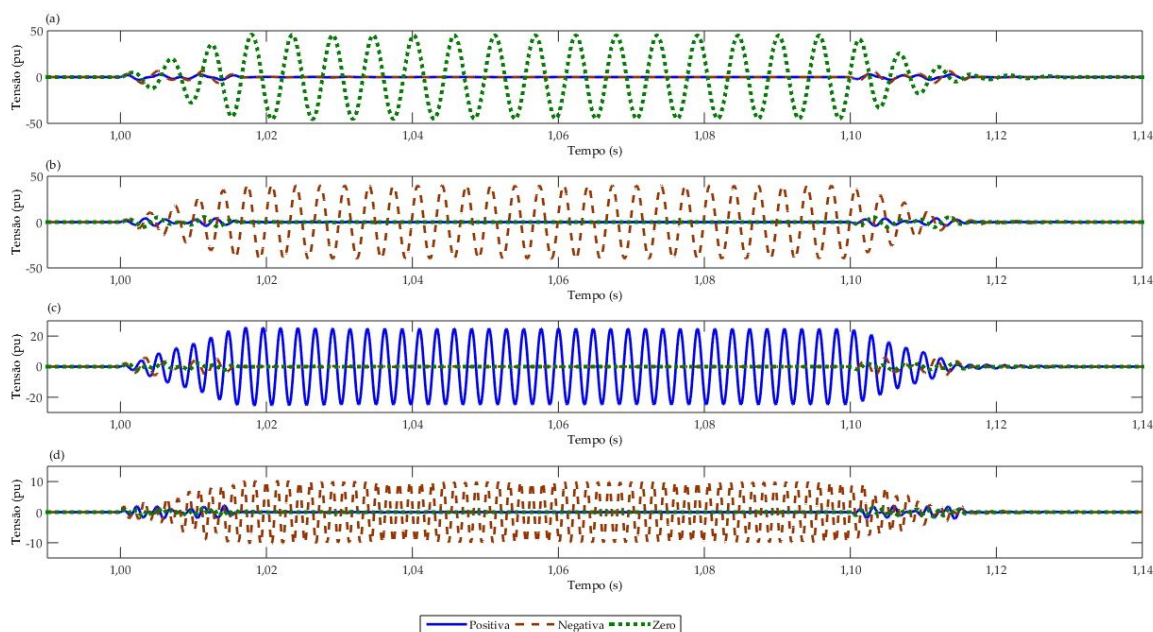 (a)
Tensão (pu)
50
0
-50
1,00 1,02 1,04 1,06 1,08 1,10 1,12 1,14
Tempo (s)
(b)
Tensão (pu)
50
0
-50
1,00 1,02 1,04 1,06 1,08 1,10 1,12 1,14
Tempo (s)
(c)
Tensão (pu)
20
0
-20
1,00 1,02 1,04 1,06 1,08 1,10 1,12 1,14
Tempo (s)
(d)
Tensão (pu)
10
0
-10
1,00 1,02 1,04 1,06 1,08 1,10 1,12 1,14
Tempo (s)
Positiva Negativa Zero